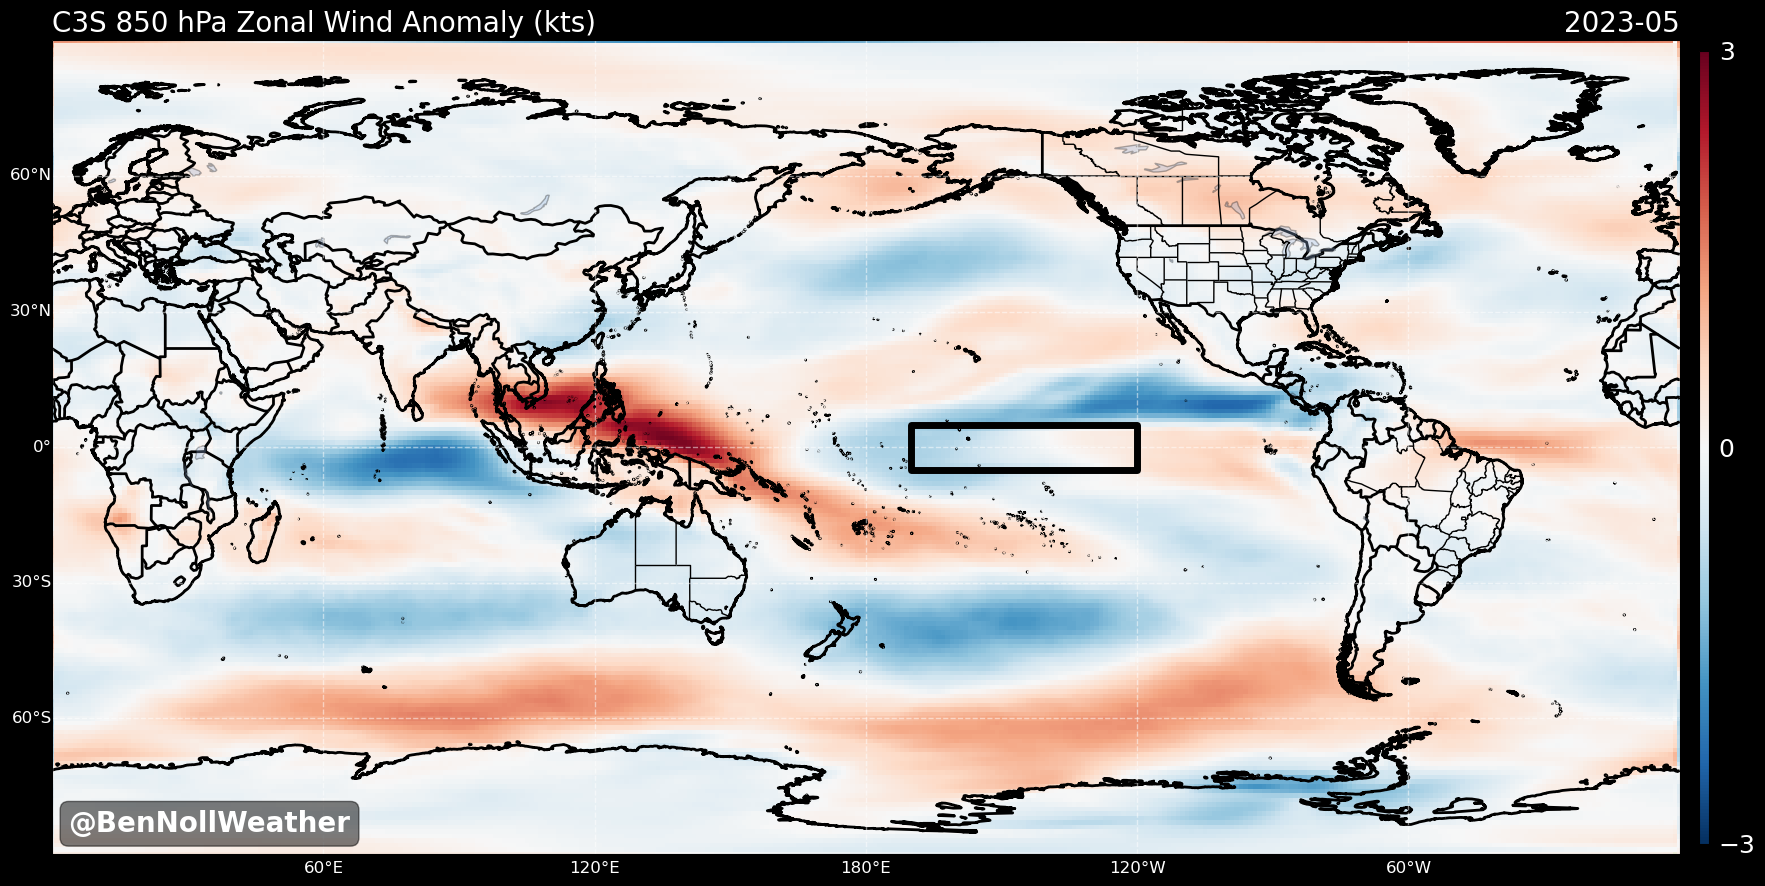 C3S 850 hPa Zonal Wind Anomaly (kts)
2023-05
3
0
−3
60°N
30°N
0°
30°S
60°S
60°E
120°E
180°E
120°W
60°W
@BenNollWeather